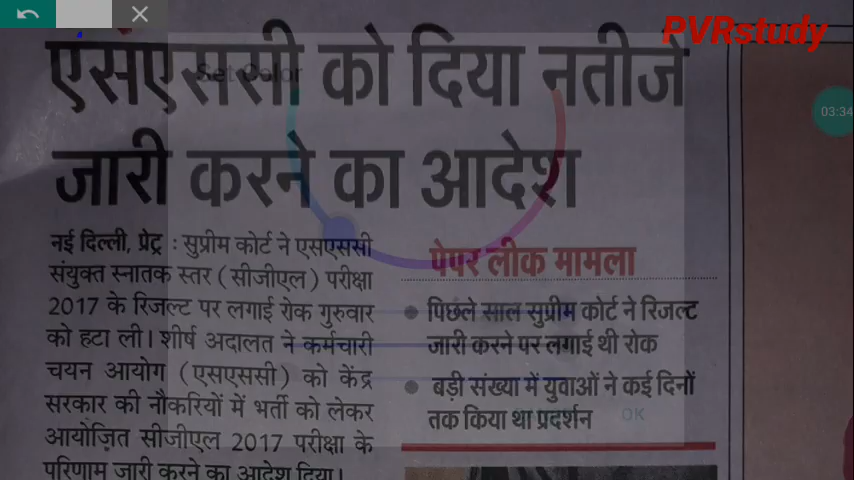 PVRstudy
03:34
Set Color
एसएससी को दिया नतीजे
जारी करने का आदेश
नई दिल्ली, प्रेट्र : सुप्रीम कोर्ट ने एसएससी
संयुक्त स्नातक स्तर (सीजीएल) परीक्षा
2017 के रिजल्ट पर लगाई रोक गुरुवार
को हटा ली। शीर्ष अदालत ने कर्मचारी
चयन आयोग (एसएससी) को केंद्र
सरकार की नौकरियों में भर्ती को लेकर
आयोजित सीजीएल 2017 परीक्षा के
परिणाम जारी करने का आदेश दिया।
पेपर लीक मामला
पिछले साल सुप्रीम कोर्ट ने रिजल्ट
जारी करने पर लगाई थी रोक
बड़ी संख्या में युवाओं ने कई दिनों
तक किया था प्रदर्शन
OK